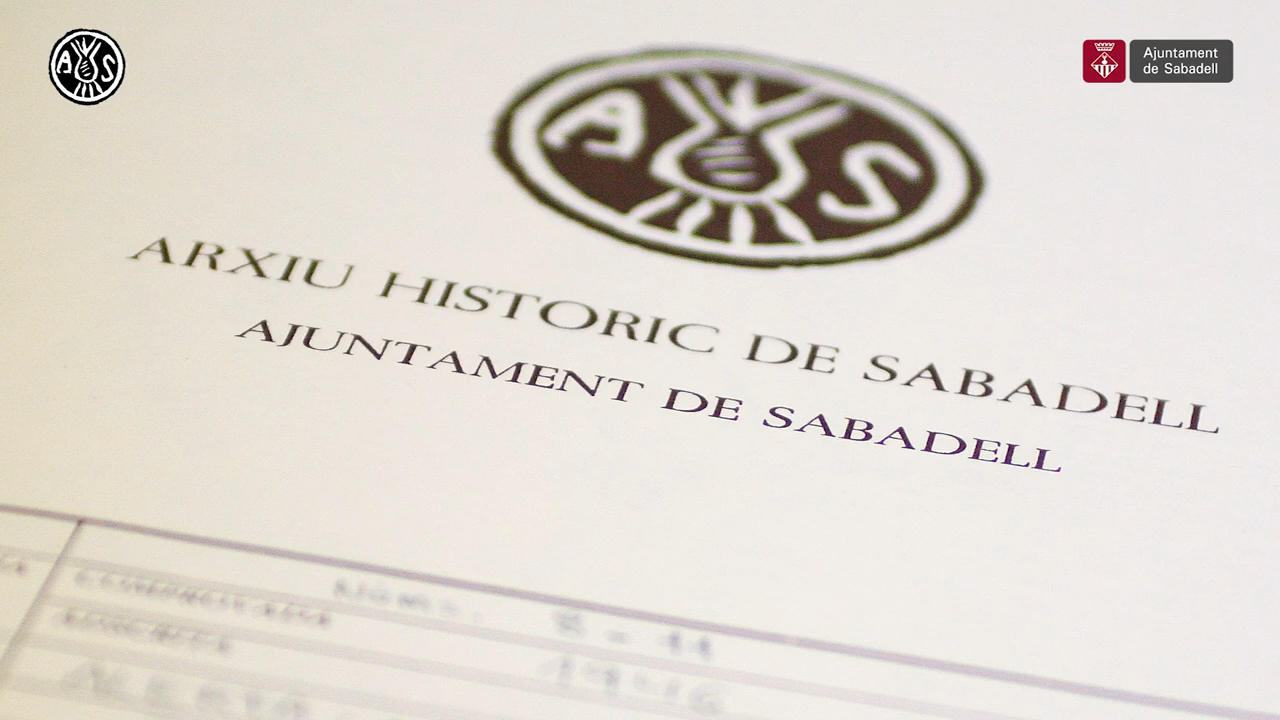 A S
Ajuntament
de Sabadell
A S
ARXIU HISTORIC DE SABADELL
AJUNTAMENT DE SABADELL